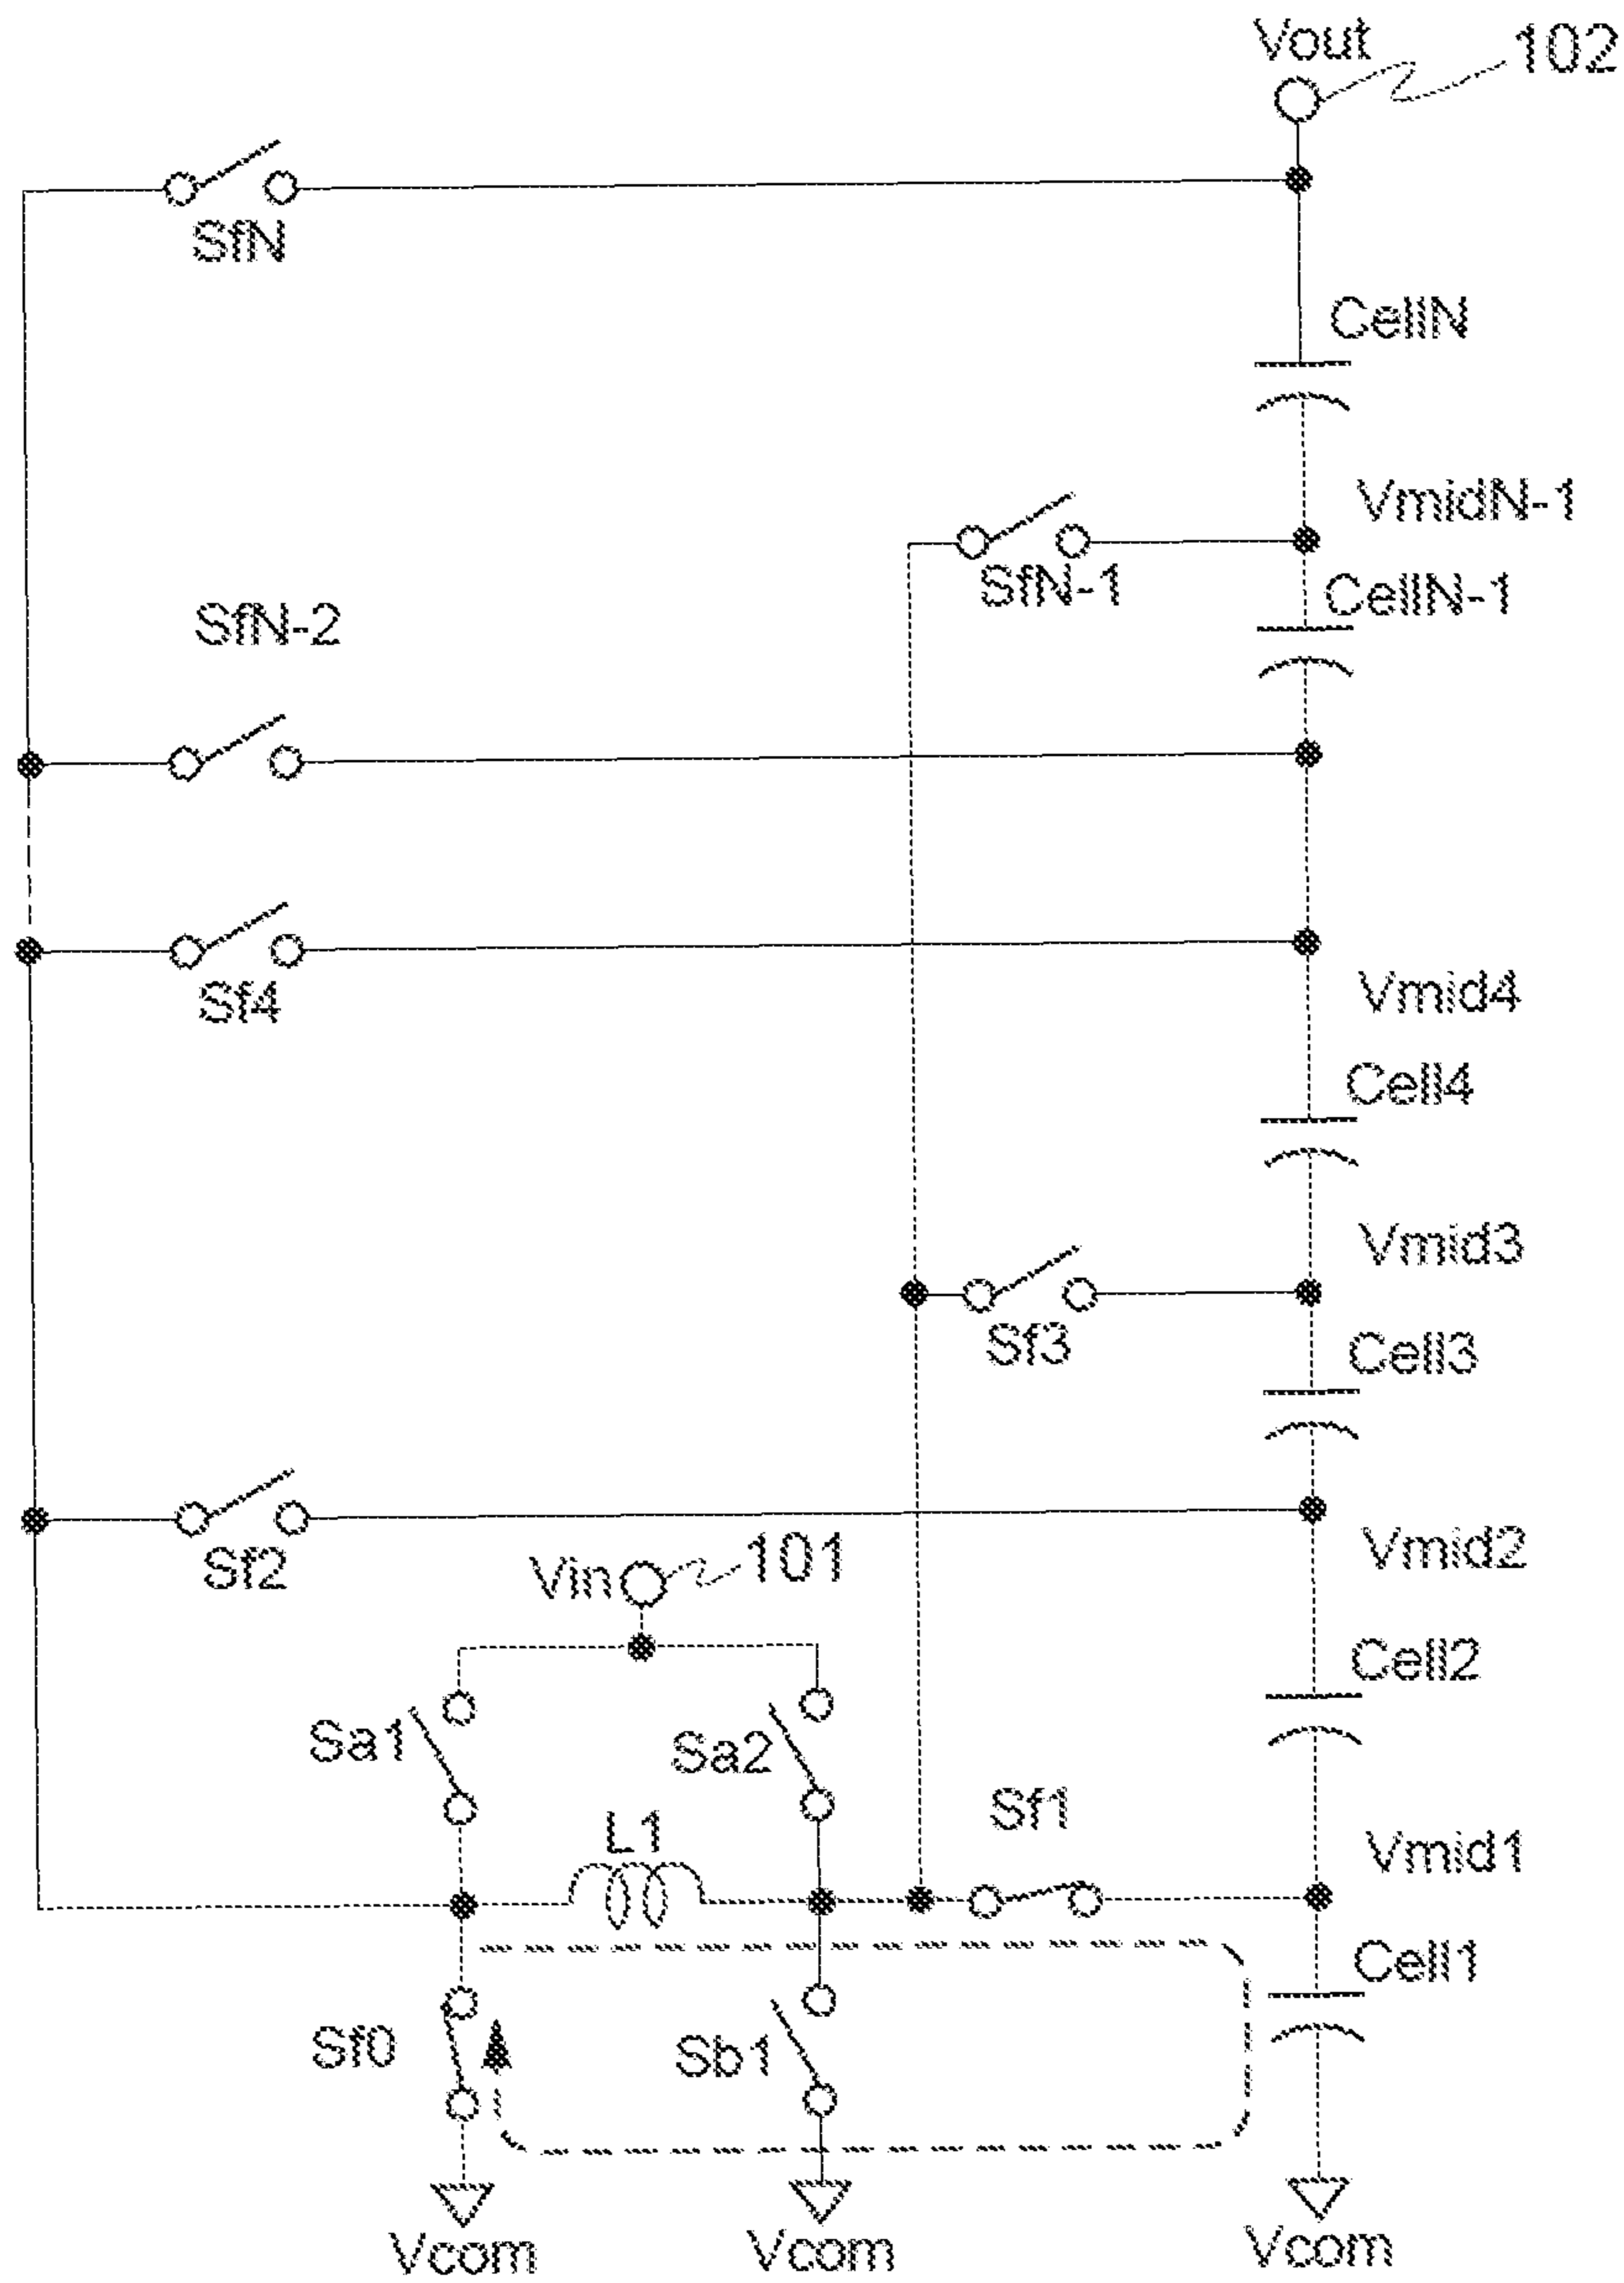 Vout
102
SfN
CellN
VmidN-1
SfN-1
CellN-1
SfN-2
Sf4
Vmid4
Cell4
Vmid3
Sf3
Cell3
Sf2
Vin
101
Vmid2
Cell2
Sa1
Sa2
L1
Sf1
Vmid1
Cell1
Sf0
Sb1
Vcom
Vcom
Vcom